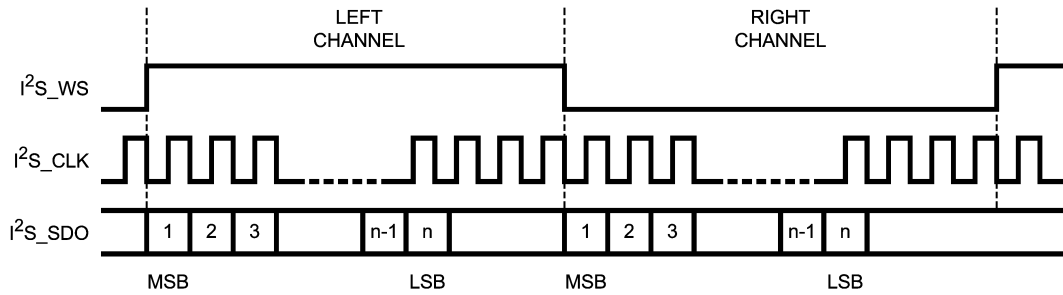 LEFT CHANNEL
RIGHT CHANNEL
I²S_WS
I²S_CLK
I²S_SDO 1 2 3 n-1 n 1 2 3 n-1 n
MSB LSB MSB LSB